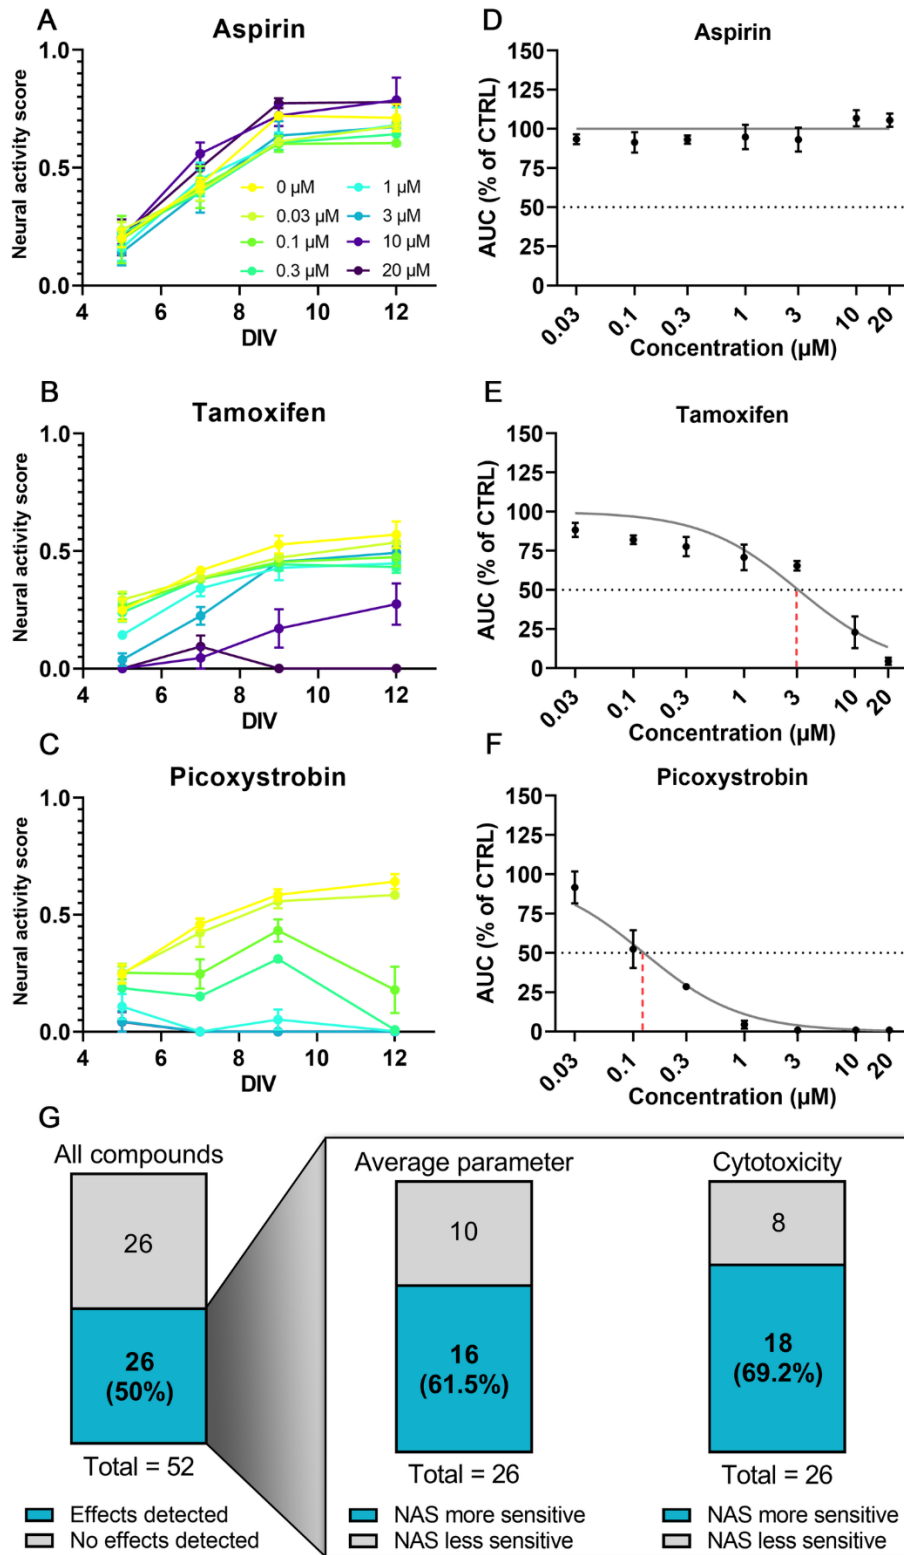 A
Aspirin
Neural activity score
1.0
0.5
0.0
4 6 8 10 12
DIV
0 µM
0.03 µM
0.1 µM
0.3 µM
1 µM
3 µM
10 µM
20 µM
D
Aspirin
AUC (% of CTRL)
150
125
100
75
50
25
0
0.03 0.1 0.3 1 3 10 20
Concentration (µM)
B
Tamoxifen
Neural activity score
1.0
0.5
0.0
4 6 8 10 12
DIV
E
Tamoxifen
AUC (% of CTRL)
150
125
100
75
50
25
0
0.03 0.1 0.3 1 3 10 20
Concentration (µM)
C
Picoxystrobin
Neural activity score
1.0
0.5
0.0
4 6 8 10 12
DIV
F
Picoxystrobin
AUC (% of CTRL)
150
125
100
75
50
25
0
0.03 0.1 0.3 1 3 10 20
Concentration (µM)
G
All compounds
26
26
(50%)
Total = 52
Effects detected
No effects detected
Average parameter
10
16
(61.5%)
Total = 26
NAS more sensitive
NAS less sensitive
Cytotoxicity
8
18
(69.2%)
Total = 26
NAS more sensitive
NAS less sensitive